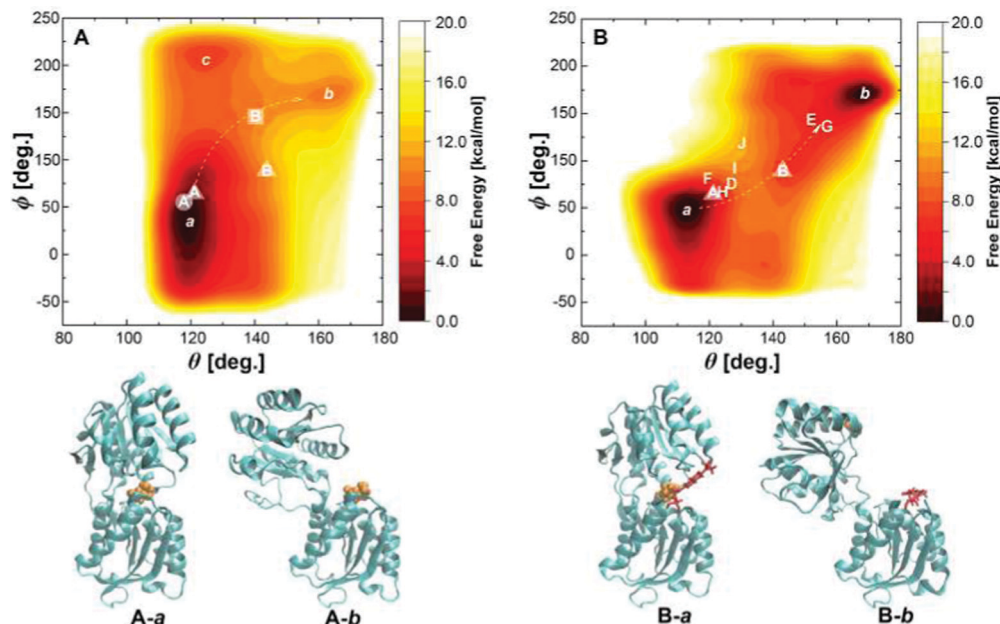 A
250
200
150
150
50
0
-50
ϕ [deg.]
c
b
B
B
A
A
a
80 100 120 140 160 180
θ [deg.]
20.0
16.0
12.0
8.0
4.0
0.0
Free Energy [kcal/mol]
B
250
200
150
150
50
0
-50
ϕ [deg.]
b
E
G
J
I
B
F
D
A
H
a
80 100 120 140 160 180
θ [deg.]
20.0
16.0
12.0
8.0
4.0
0.0
Free Energy [kcal/mol]
A-a
A-b
B-a
B-b